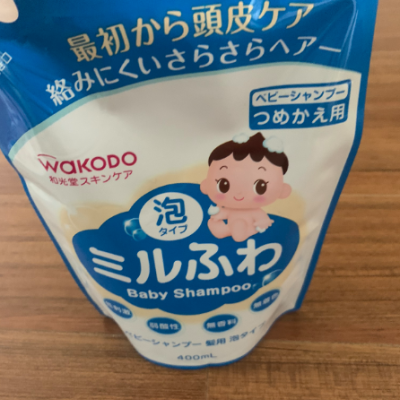 最初から頭皮ケア
絡みにくいさらさらヘアー
ベビーシャンプー
つめかえ用
WAKODO
和光堂スキンケア
泡
タイプ
ミルふわ
Baby Shampoo
弱酸性
無香料
ベビーシャンプー 髪用 泡タイプ
400mL